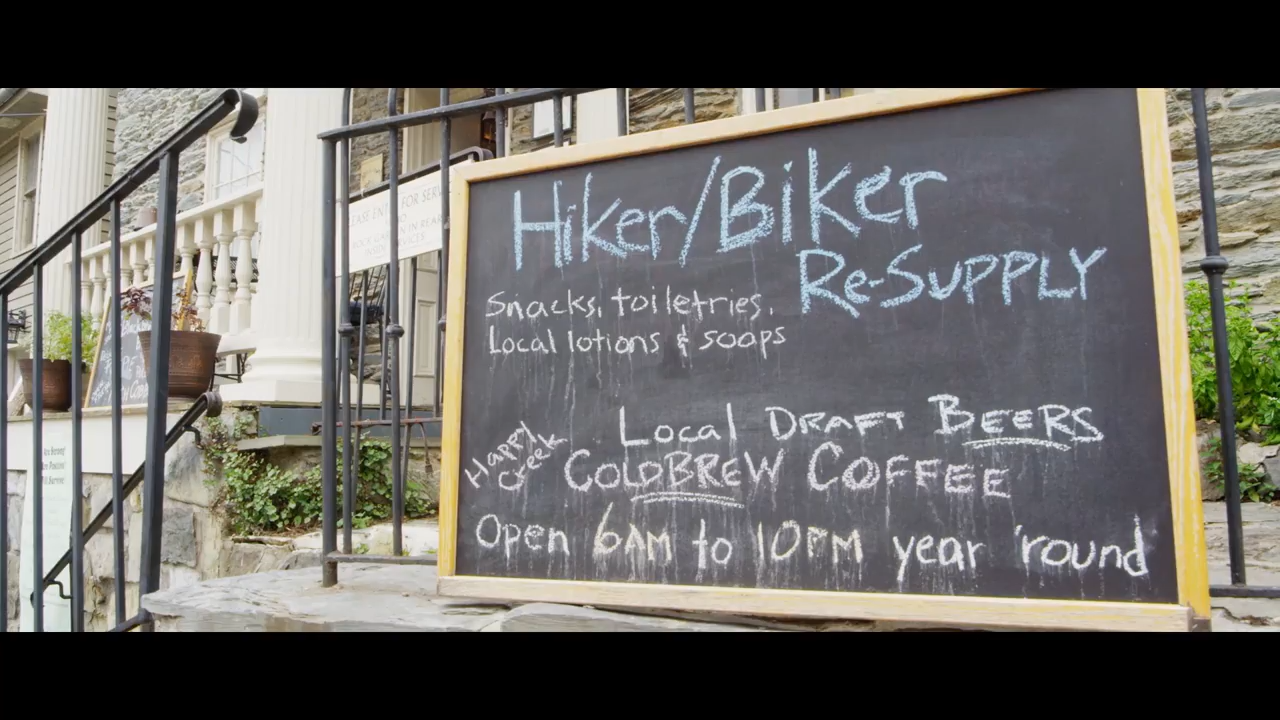 Hiker/Biker
Re-Supply
Snacks, toiletries,
Local lotions & soaps
Local Draft Beers
Happy
Creek
ColdBrew Coffee
Open 6AM to 10PM year 'round